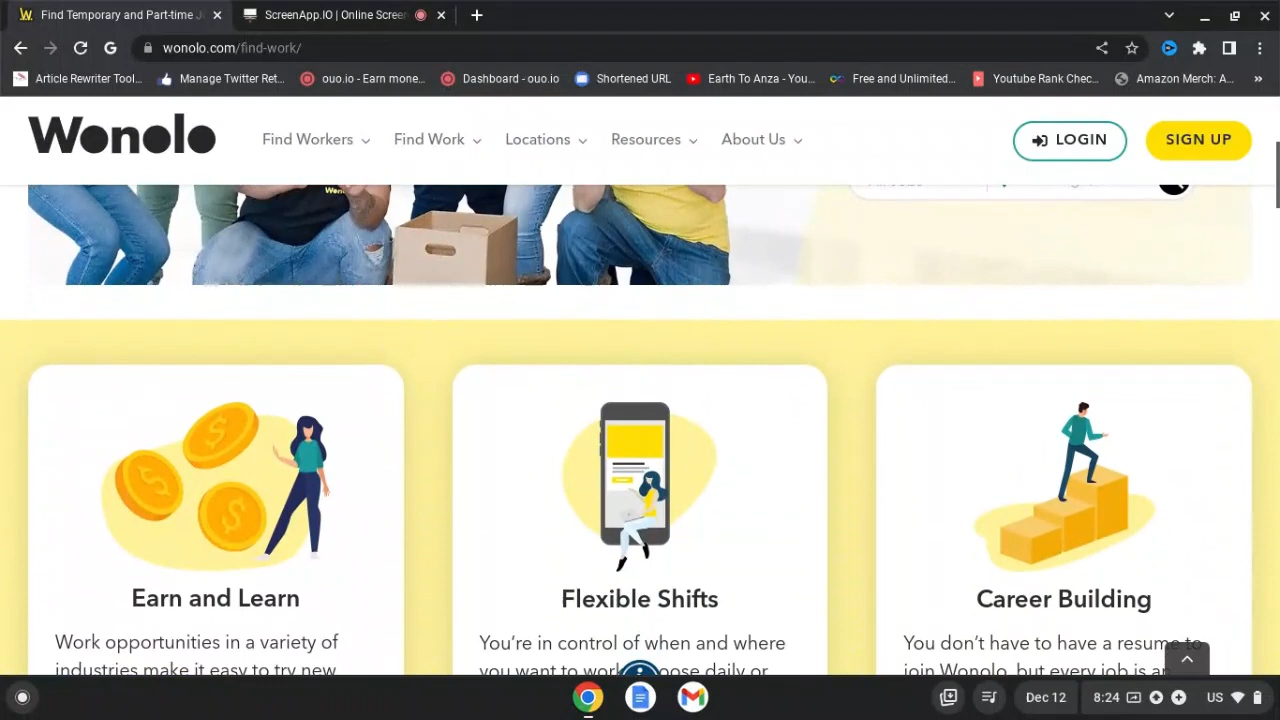 Find Temporary and Part-time J
ScreenApp.IO | Online Screen
wonolo.com/find-work/
Article Rewriter Tool...
Manage Twitter Ret...
ouo.io - Earn mone...
Dashboard - ouo.io
Shortened URL
Earth To Anza - You...
Free and Unlimited...
Youtube Rank Chec...
Amazon Merch: A...
»
Wonolo
Find Workers
Find Work
Locations
Resources
About Us
LOGIN
SIGN UP
Earn and Learn
Work opportunities in a variety of
industries make it easy to try new
Flexible Shifts
You're in control of when and where
you want to work
oose daily or
Career Building
You don't have to have a resume to
join Wonolo, but every job is an
Dec 12
8:24
US